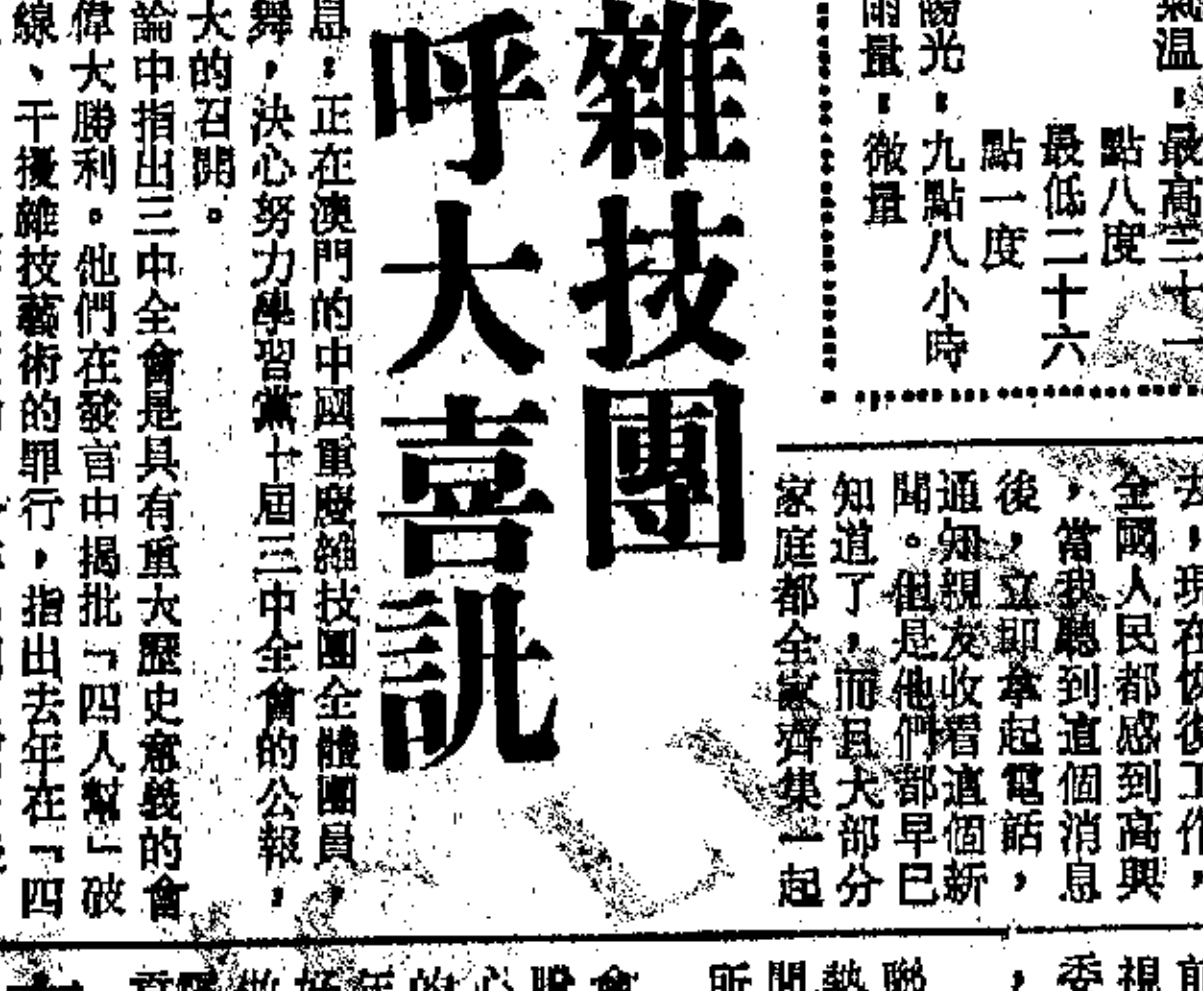 氣温：最高三十一
點八度
最低二十六
點一度
陽光：九點八小時
雨量：微量
去，現在恢復工作，
全國人民都感到高興
，當我聽到這個消息
後，立即拿起電話，
通知親友收看這個新
聞。但是他們都早已
知道了，而且大部分
家庭都全家齊集一起
雜技團
呼大喜訊
息：正在澳門的中國重慶雜技團全體團員，
舞，決心努力學習黨十屆三中全會的公報，
大的召開。
論中指出三中全會是具有重大歷史意義的會
偉大勝利。他們在發言中揭批「四人幫」破
線、干擾雜技藝術的罪行，指出去年在「四